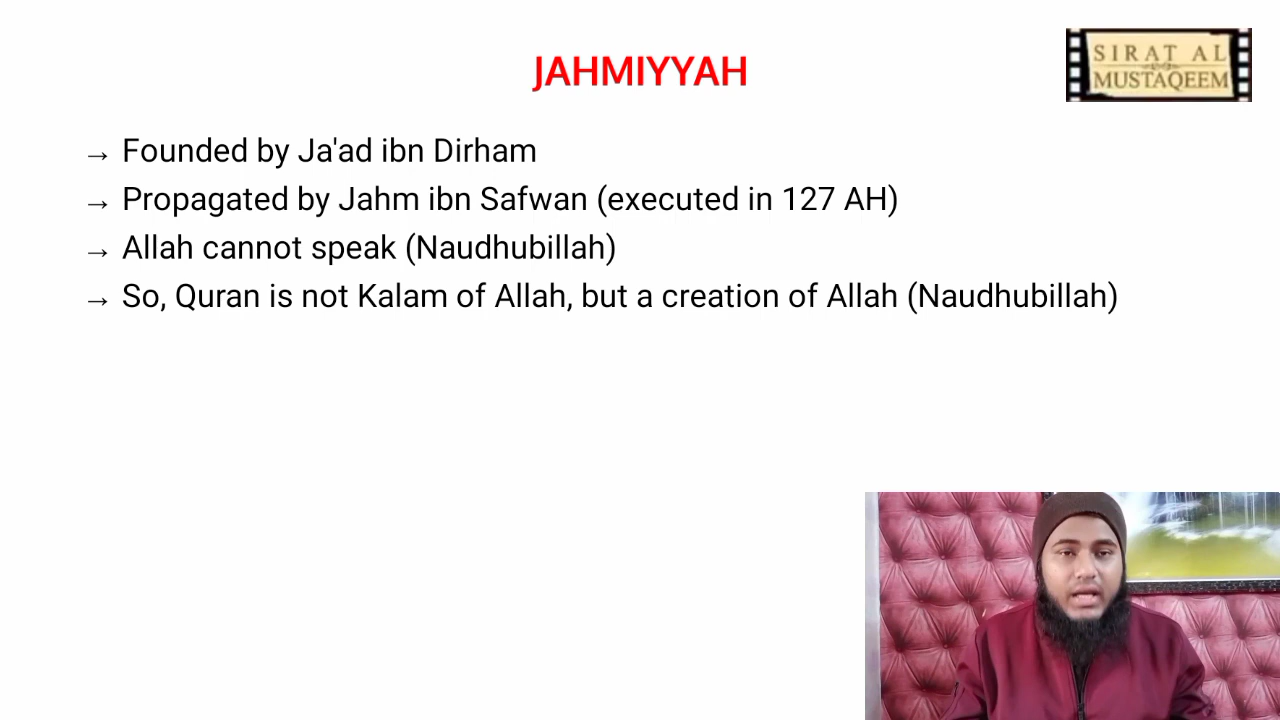 JAHMIYYAH
SIRAT AL
MUSTAQEEM
→ Founded by Ja'ad ibn Dirham
→ Propagated by Jahm ibn Safwan (executed in 127 AH)
→ Allah cannot speak (Naudhubillah)
→ So, Quran is not Kalam of Allah, but a creation of Allah (Naudhubillah)